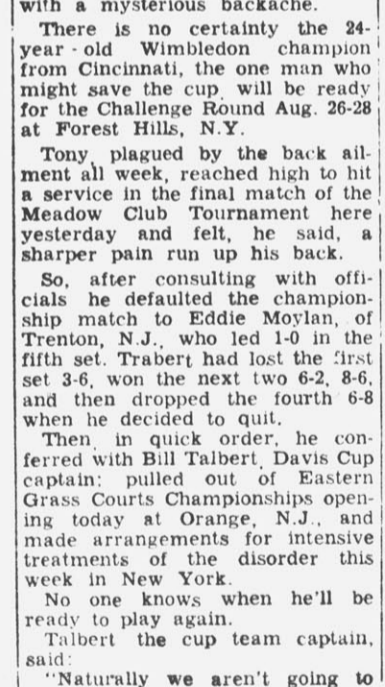 with a mysterious backache.
There is no certainty the 24-
year - old Wimbledon champion
from Cincinnati, the one man who
might save the cup, will be ready
for the Challenge Round Aug. 26-28
at Forest Hills, N.Y.
Tony, plagued by the back ail-
ment all week, reached high to hit
a service in the final match of the
Meadow Club Tournament here
yesterday and felt, he said, a
sharper pain run up his back.
So, after consulting with offi-
cials he defaulted the champion-
ship match to Eddie Moylan, of
Trenton, N.J., who led 1-0 in the
fifth set. Trabert had lost the first
set 3-6, won the next two 6-2, 8-6,
and then dropped the fourth 6-8
when he decided to quit.
Then, in quick order, he con-
ferred with Bill Talbert, Davis Cup
captain; pulled out of Eastern
Grass Courts Championships open-
ing today at Orange, N.J., and
made arrangements for intensive
treatments of the disorder this
week in New York.
No one knows when he'll be
ready to play again.
Talbert the cup team captain,
said:
"Naturally we aren't going to